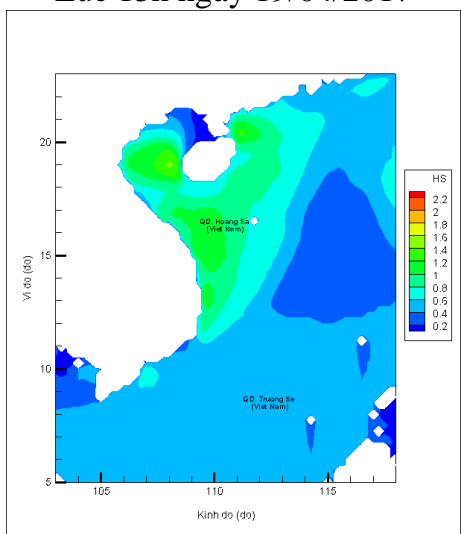 HS
2.2
2
1.8
1.6
1.4
1.2
1
0.8
0.6
0.4
0.2
20
15
10
5
Vi do (do)
QD. Hoang Sa
(Viet Nam)
QD. Truong Sa
(Viet Nam)
105
110
115
Kinh do (do)